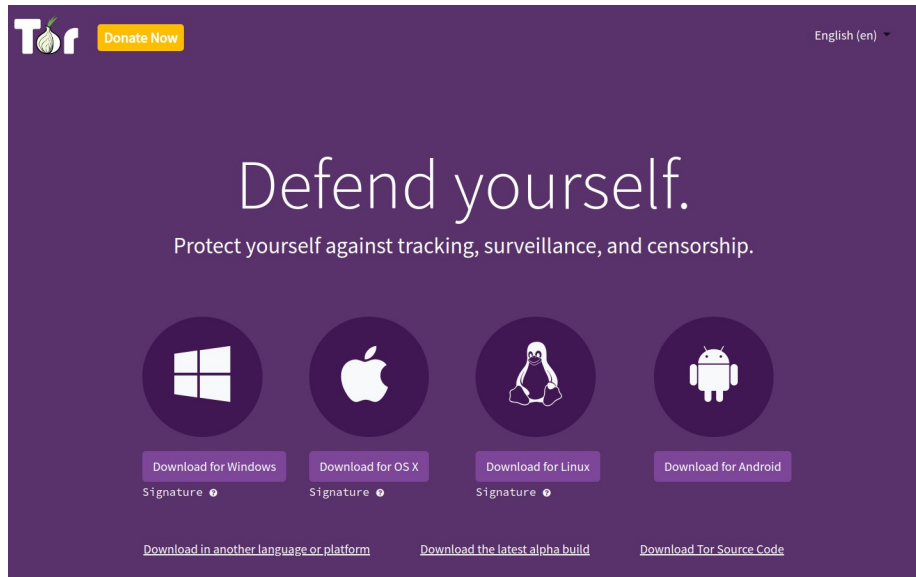 Tor
Donate Now
English (en)
Defend yourself.
Protect yourself against tracking, surveillance, and censorship.
Download for Windows
Download for OS X
Download for Linux
Download for Android
Signature ?
Signature ?
Signature ?
Download in another language or platform
Download the latest alpha build
Download Tor Source Code